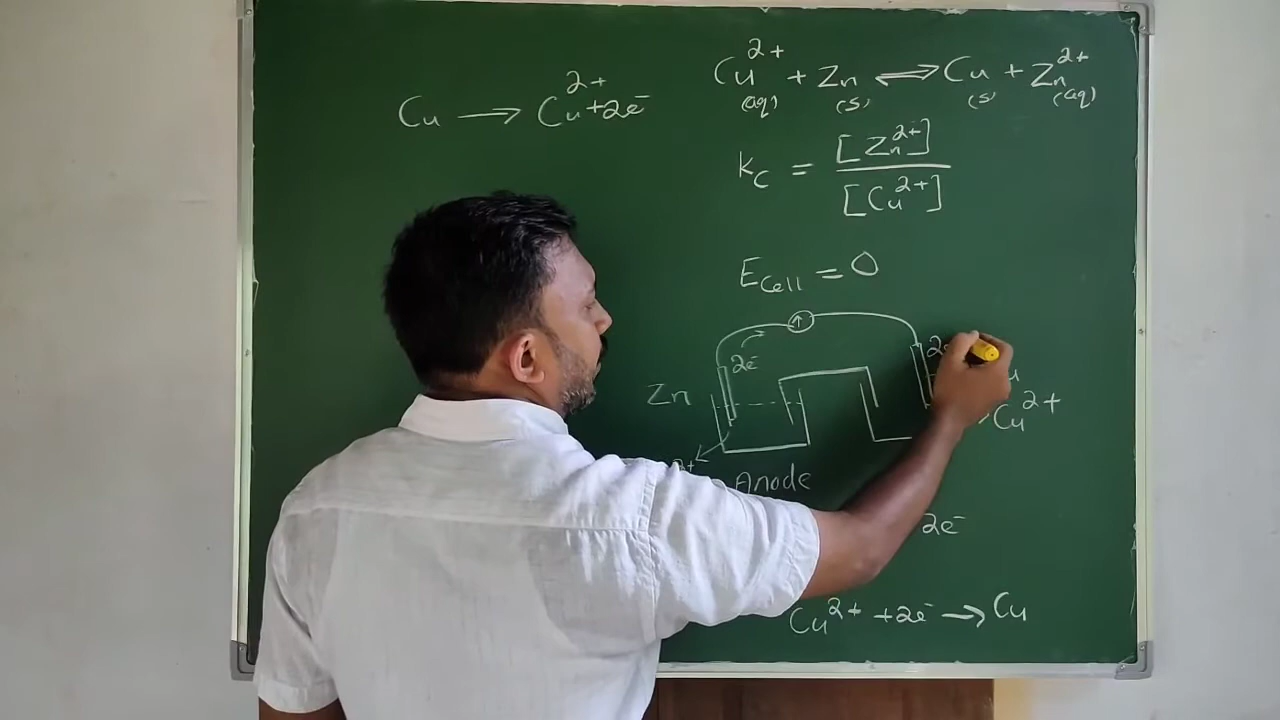 Cu → Cu²⁺ + 2e⁻
Cu²⁺(aq) + Zn(s) ⇌ Cu(s) + Zn²⁺(aq)
Kc = [Zn²⁺] / [Cu²⁺]
E Cell = 0
2e⁻
Zn
Cu²⁺
Anode
2e⁻
Cu²⁺ + 2e⁻ → Cu